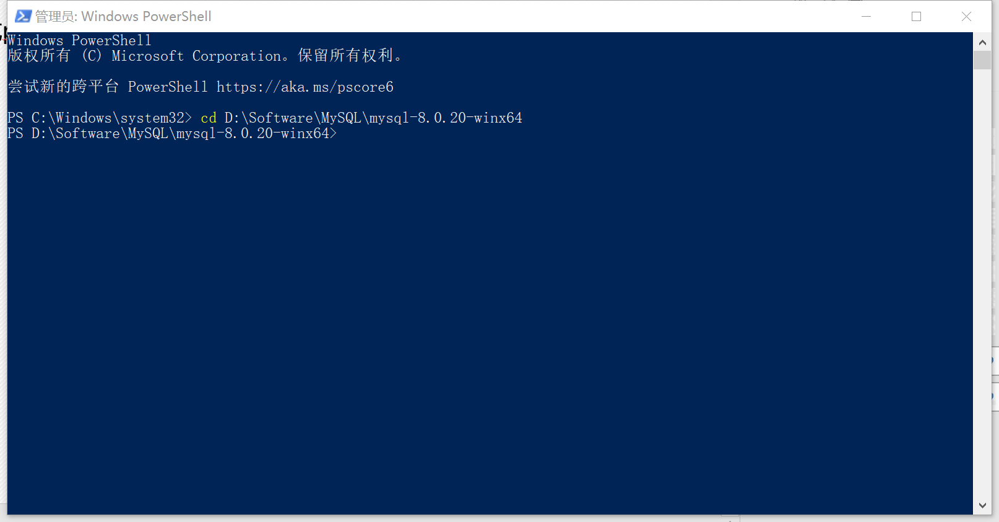 管理员: Windows PowerShell
Windows PowerShell
版权所有 (C) Microsoft Corporation。保留所有权利。
尝试新的跨平台 PowerShell https://aka.ms/pscore6
PS C:\Windows\system32> cd D:\Software\MySQL\mysql-8.0.20-winx64
PS D:\Software\MySQL\mysql-8.0.20-winx64>